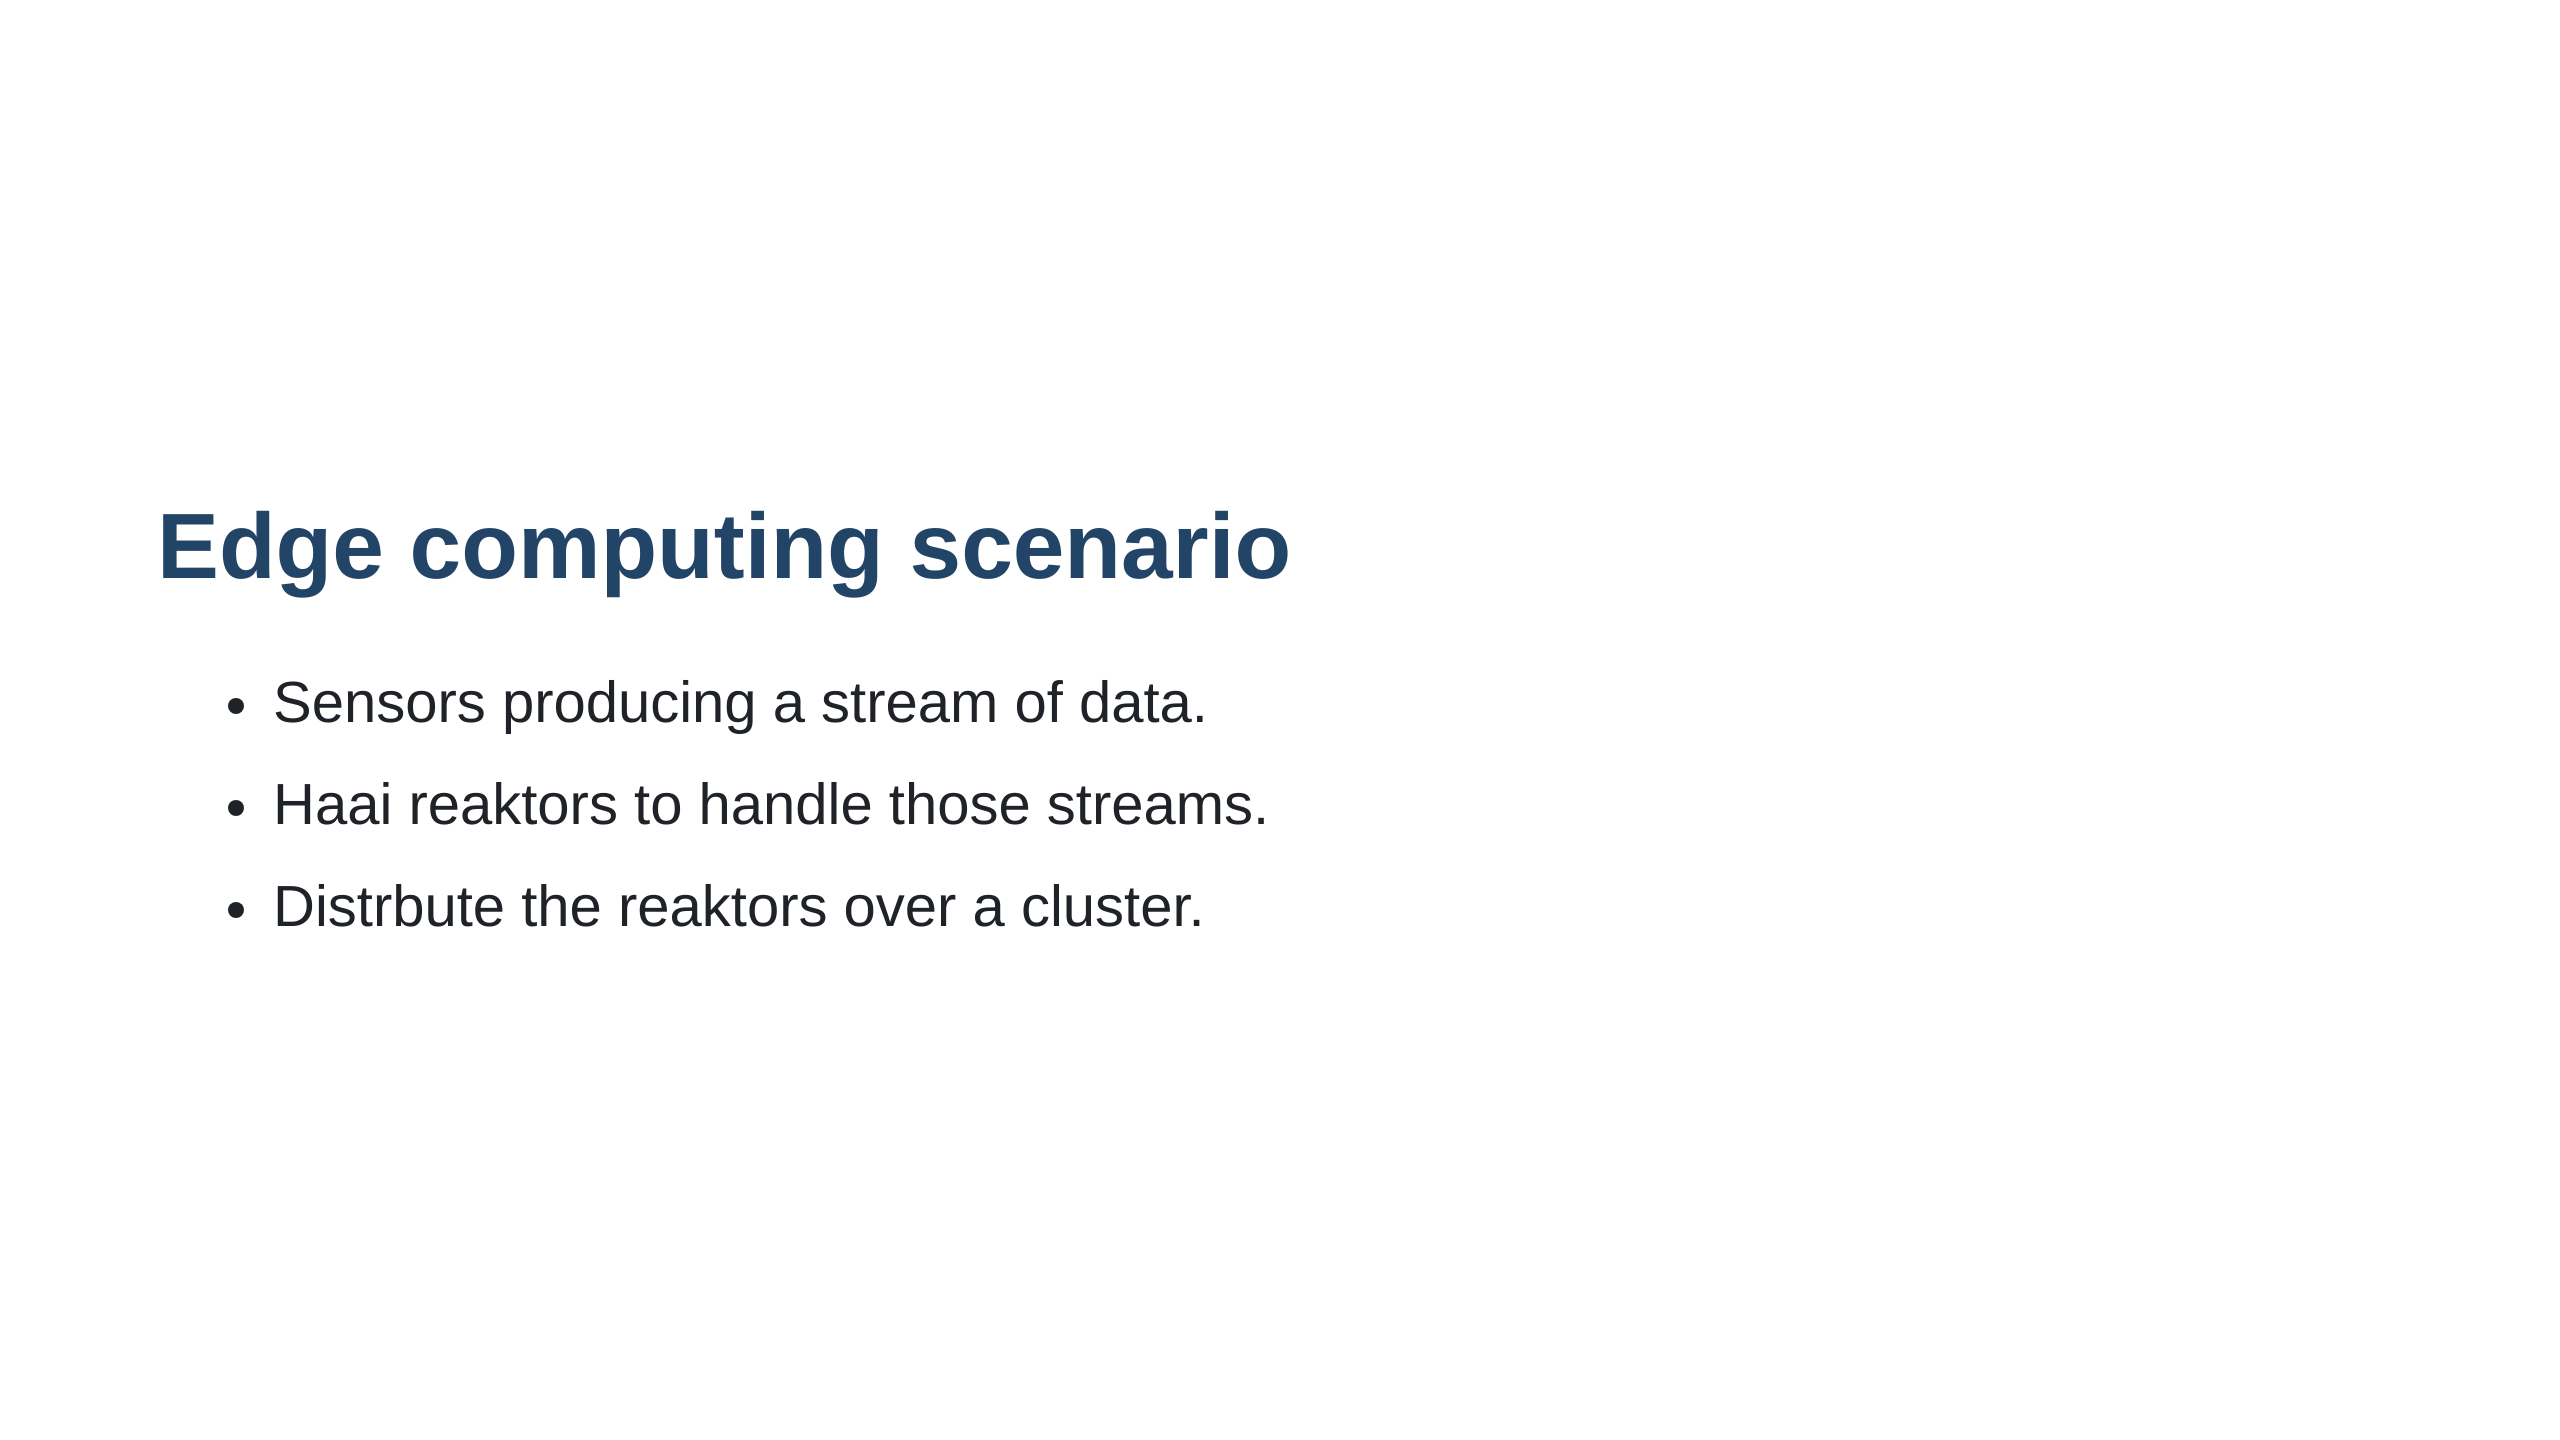 Edge computing scenario
• Sensors producing a stream of data.
• Haai reaktors to handle those streams.
• Distrbute the reaktors over a cluster.